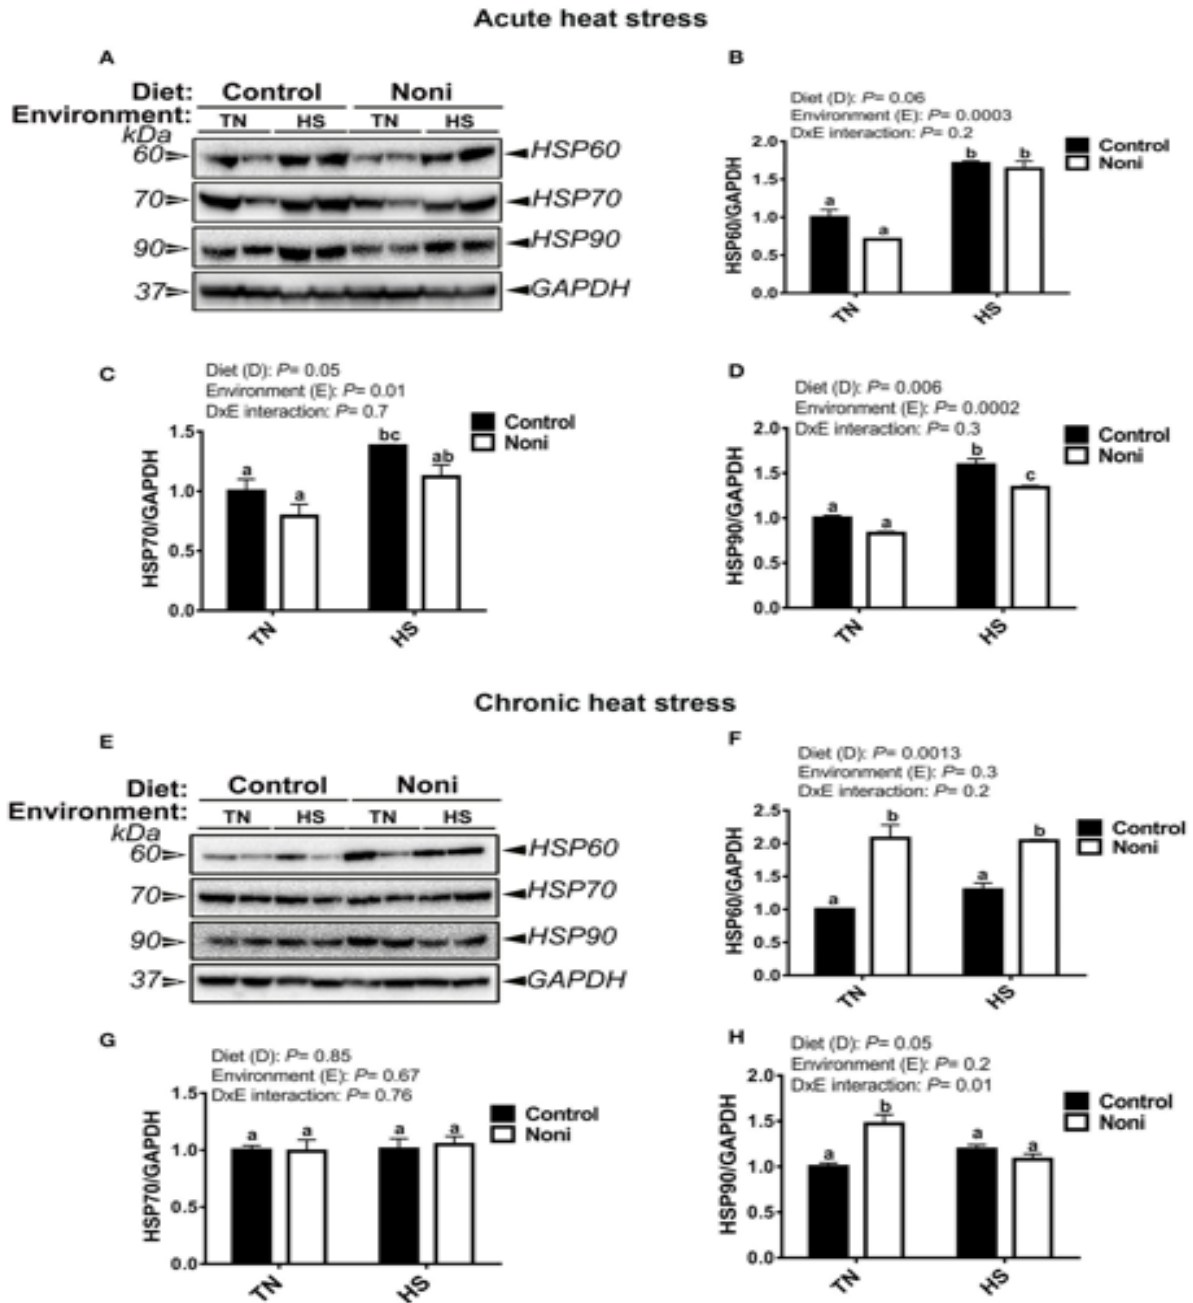 Acute heat stress
A
Diet: Control Noni
Environment: TN HS TN HS
kDa
60 HSP60
70 HSP70
90 HSP90
37 GAPDH
B
Diet (D): P= 0.06
Environment (E): P= 0.0003
DxE interaction: P= 0.2
Control
Noni
HSP60/GAPDH
2.0
1.5
1.0
0.5
0.0
a
a
b
b
TN
HS
C
Diet (D): P= 0.05
Environment (E): P= 0.01
DxE interaction: P= 0.7
Control
Noni
HSP70/GAPDH
1.5
1.0
0.5
0.0
a
a
bc
ab
TN
HS
D
Diet (D): P= 0.006
Environment (E): P= 0.0002
DxE interaction: P= 0.3
Control
Noni
HSP90/GAPDH
2.0
1.5
1.0
0.5
0.0
a
a
b
c
TN
HS
Chronic heat stress
E
Diet: Control Noni
Environment: TN HS TN HS
kDa
60 HSP60
70 HSP70
90 HSP90
37 GAPDH
F
Diet (D): P= 0.0013
Environment (E): P= 0.3
DxE interaction: P= 0.2
Control
Noni
HSP60/GAPDH
2.5
2.0
1.5
1.0
0.5
0.0
a
b
a
b
TN
HS
G
Diet (D): P= 0.85
Environment (E): P= 0.67
DxE interaction: P= 0.76
Control
Noni
HSP70/GAPDH
1.5
1.0
0.5
0.0
a
a
a
a
TN
HS
H
Diet (D): P= 0.05
Environment (E): P= 0.2
DxE interaction: P= 0.01
Control
Noni
HSP90/GAPDH
2.0
1.5
1.0
0.5
0.0
a
b
a
a
TN
HS